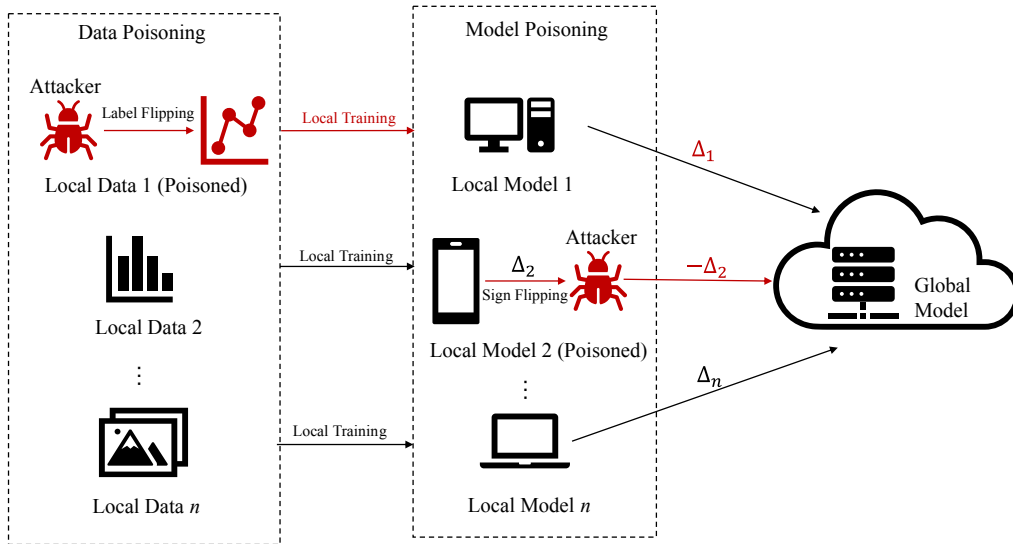 Data Poisoning
Model Poisoning
Attacker
Label Flipping
Local Training
Local Data 1 (Poisoned)
Local Model 1
Δ₁
Local Training
Δ₂
Sign Flipping
Attacker
−Δ₂
Global
Model
Local Data 2
Local Model 2 (Poisoned)
⋮
⋮
Δₙ
Local Training
Local Data n
Local Model n